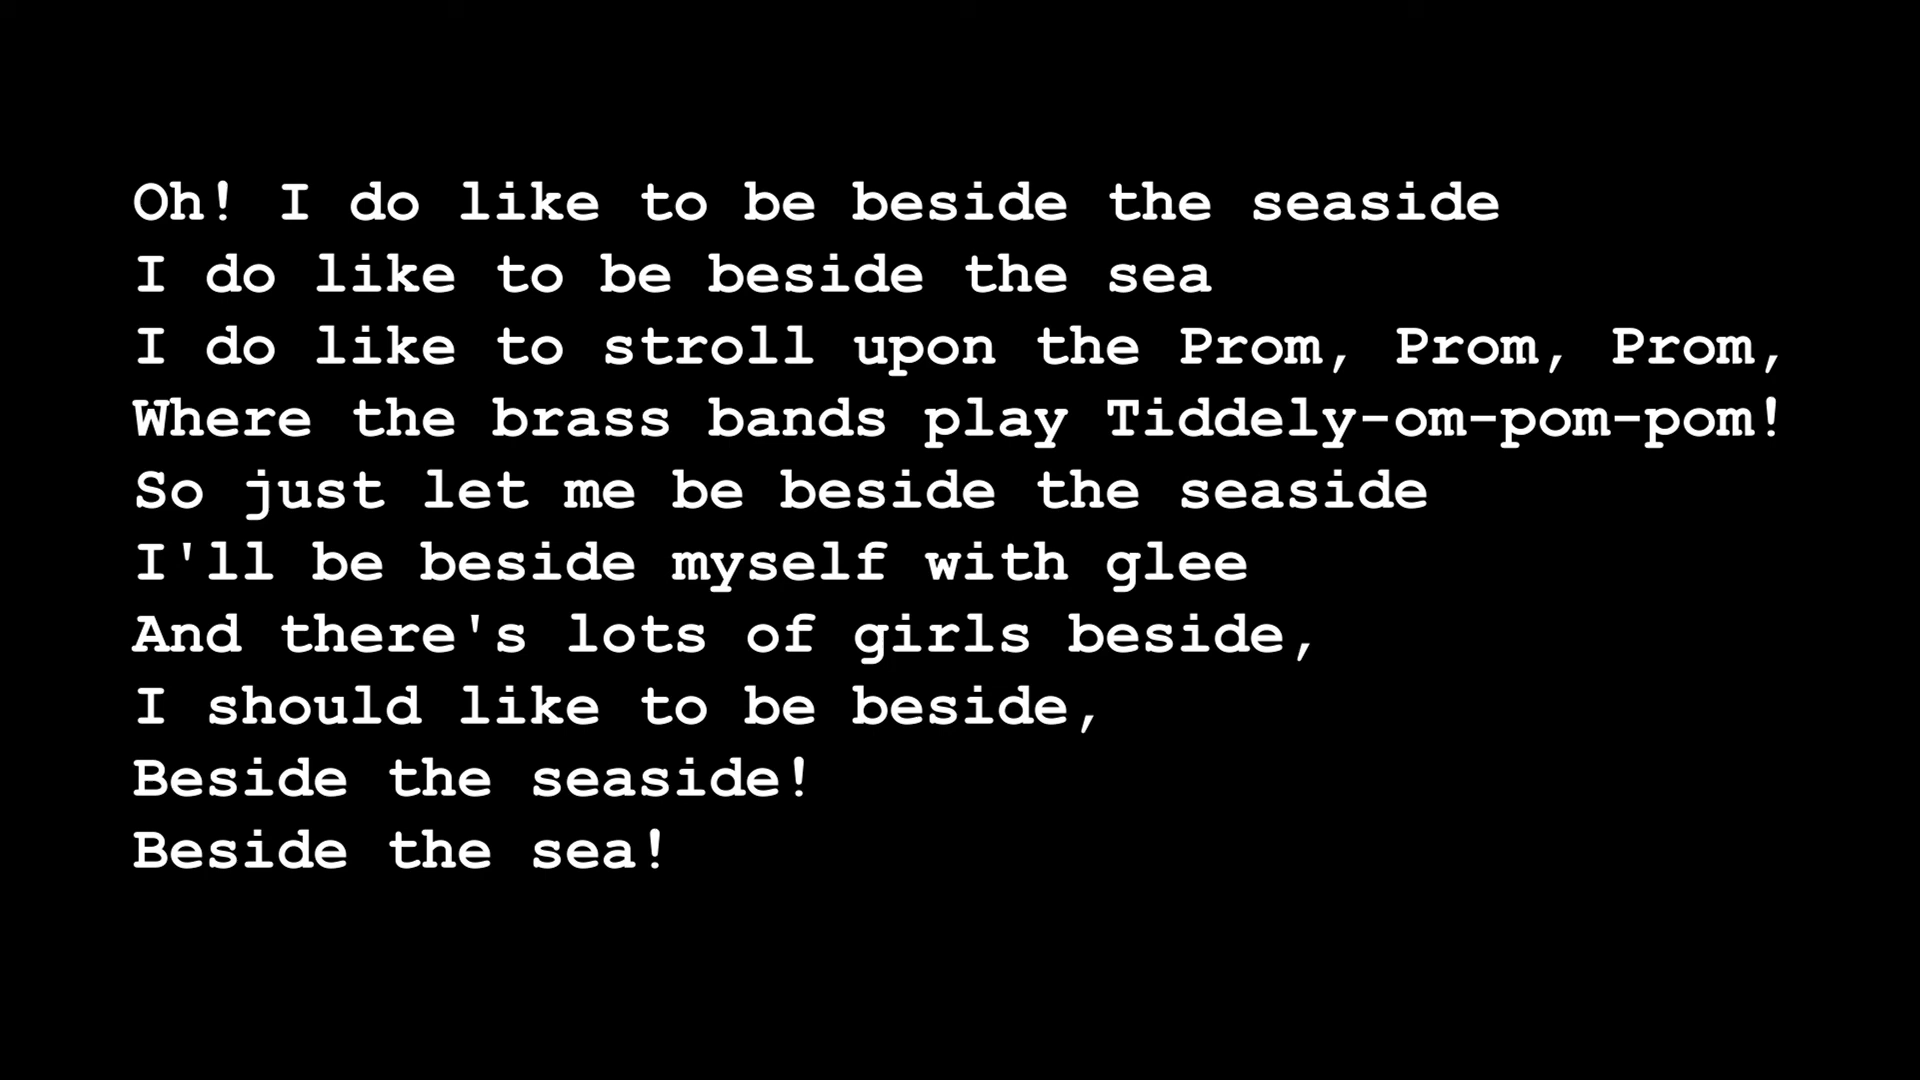 Oh! I do like to be beside the seaside
I do like to be beside the sea
I do like to stroll upon the Prom, Prom, Prom,
Where the brass bands play Tiddely-om-pom-pom!
So just let me be beside the seaside
I'll be beside myself with glee
And there's lots of girls beside,
I should like to be beside,
Beside the seaside!
Beside the sea!